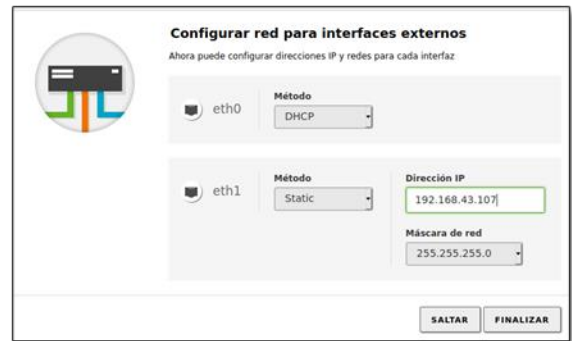 Configurar red para interfaces externos
Ahora puede configurar direcciones IP y redes para cada interfaz
eth0
Método
DHCP
eth1
Método
Static
Dirección IP
192.168.43.107
Máscara de red
255.255.255.0
SALTAR
FINALIZAR